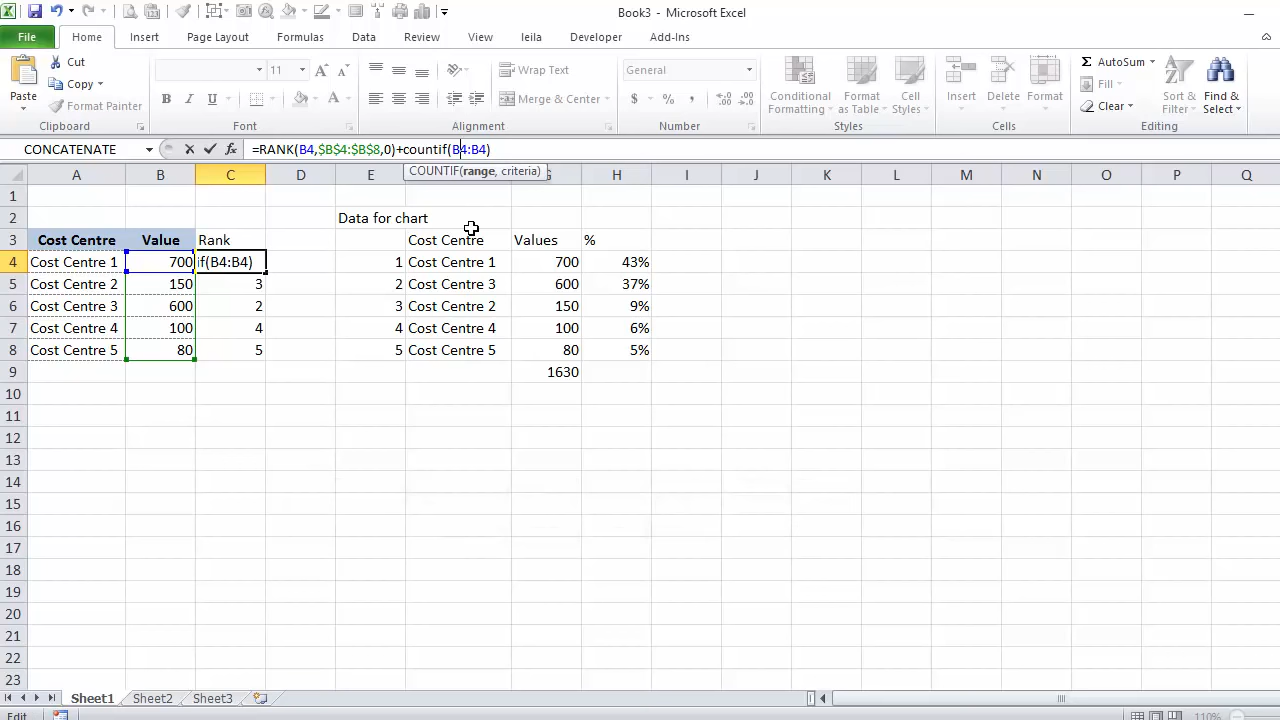 Book3 - Microsoft Excel
File Home Insert Page Layout Formulas Data Review View leila Developer Add-Ins
Cut
Copy
Format Painter
Paste
11
Wrap Text
Merge & Center
General
Conditional Formatting
Format as Table
Cell Styles
Insert
Delete
Format
AutoSum
Fill
Clear
Sort & Filter
Find & Select
Clipboard Font Alignment Number Styles Cells Editing
CONCATENATE =RANK(B4,$B$4:$B$8,0)+countif(B4:B4)
COUNTIF(range, criteria)
A B C D E G H I J K L M N O P Q
1
2 Data for chart
3 Cost Centre Value Rank Cost Centre Values %
4 Cost Centre 1 700 if(B4:B4) 1 Cost Centre 1 700 43%
5 Cost Centre 2 150 3 2 Cost Centre 3 600 37%
6 Cost Centre 3 600 2 3 Cost Centre 2 150 9%
7 Cost Centre 4 100 4 4 Cost Centre 4 100 6%
8 Cost Centre 5 80 5 5 Cost Centre 5 80 5%
9 1630
10
11
12
13
14
15
16
17
18
19
20
21
22
23
Sheet1 Sheet2 Sheet3
Edit 110%